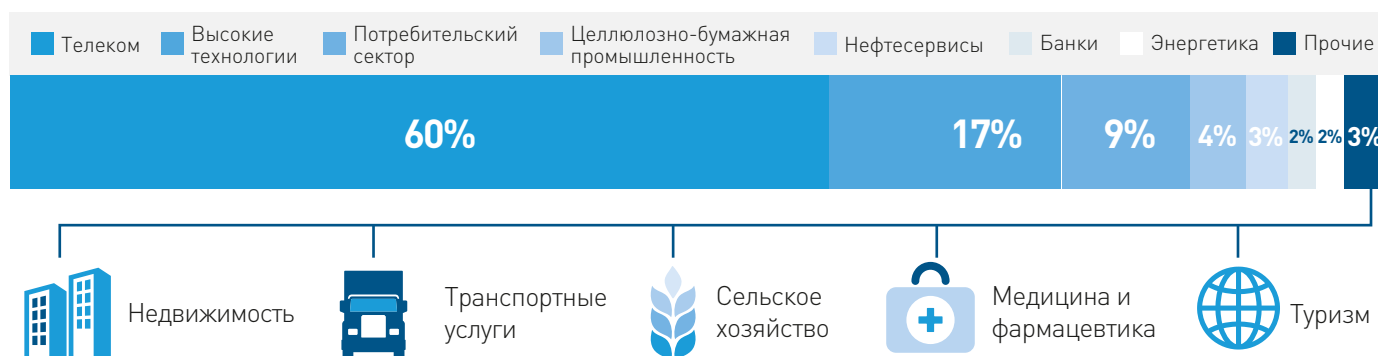 Телеком
Высокие
технологии
Потребительский
сектор
Целлюлозно-бумажная
промышленность
Нефтесервисы
Банки
Энергетика
Прочие
60%
17%
9%
4%
3%
2%
2%
3%
Недвижимость
Транспортные
услуги
Сельское
хозяйство
Медицина и
фармацевтика
Туризм